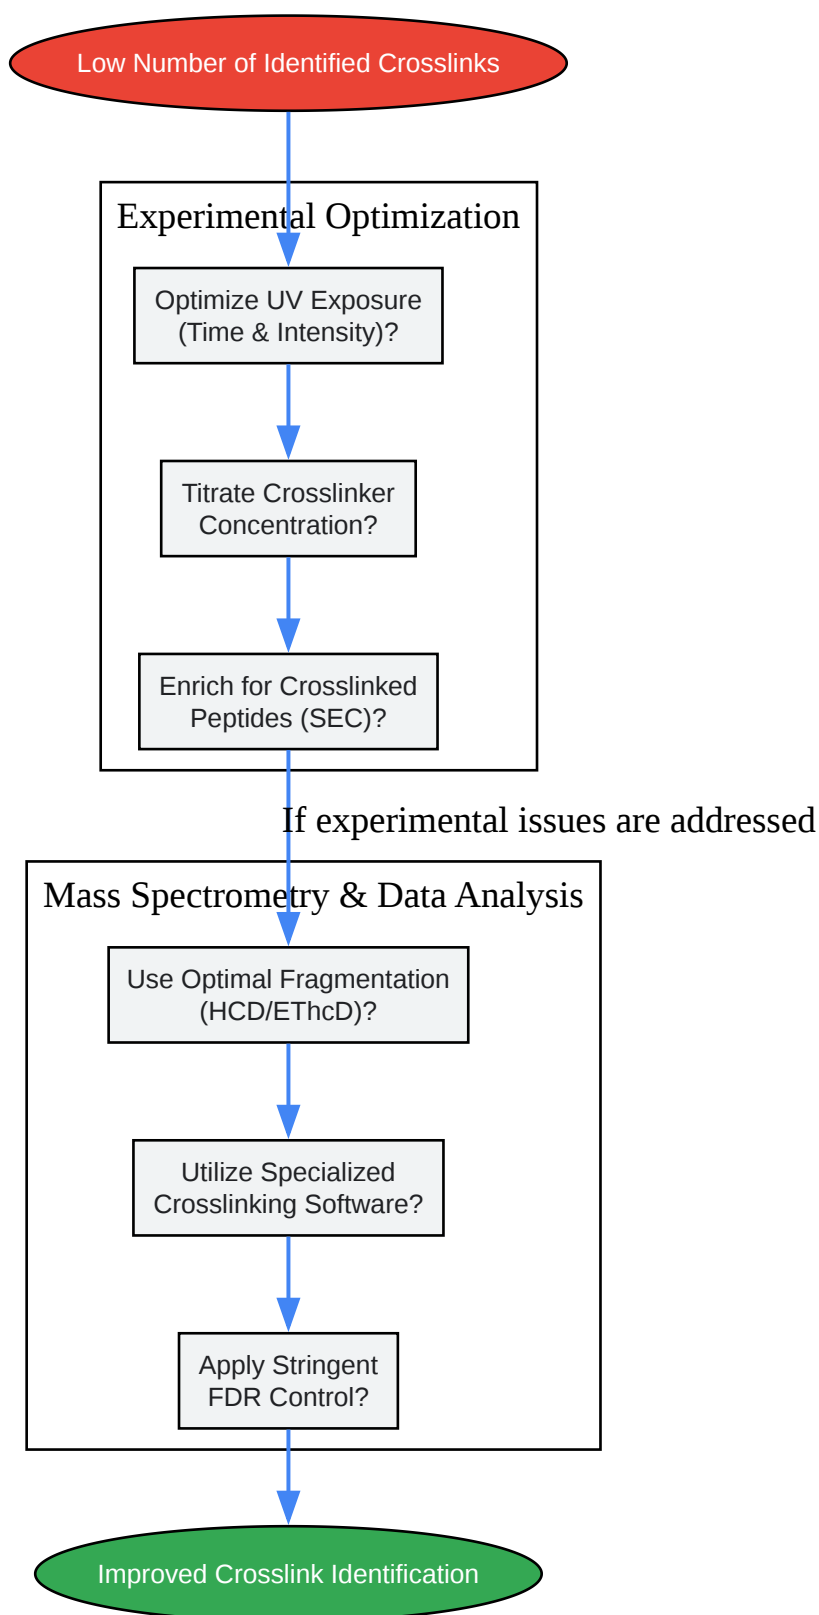 Low Number of Identified Crosslinks
Experimental Optimization
Optimize UV Exposure
(Time & Intensity)?
Titrate Crosslinker
Concentration?
Enrich for Crosslinked
Peptides (SEC)?
If experimental issues are addressed
Mass Spectrometry & Data Analysis
Use Optimal Fragmentation
(HCD/EThcD)?
Utilize Specialized
Crosslinking Software?
Apply Stringent
FDR Control?
Improved Crosslink Identification